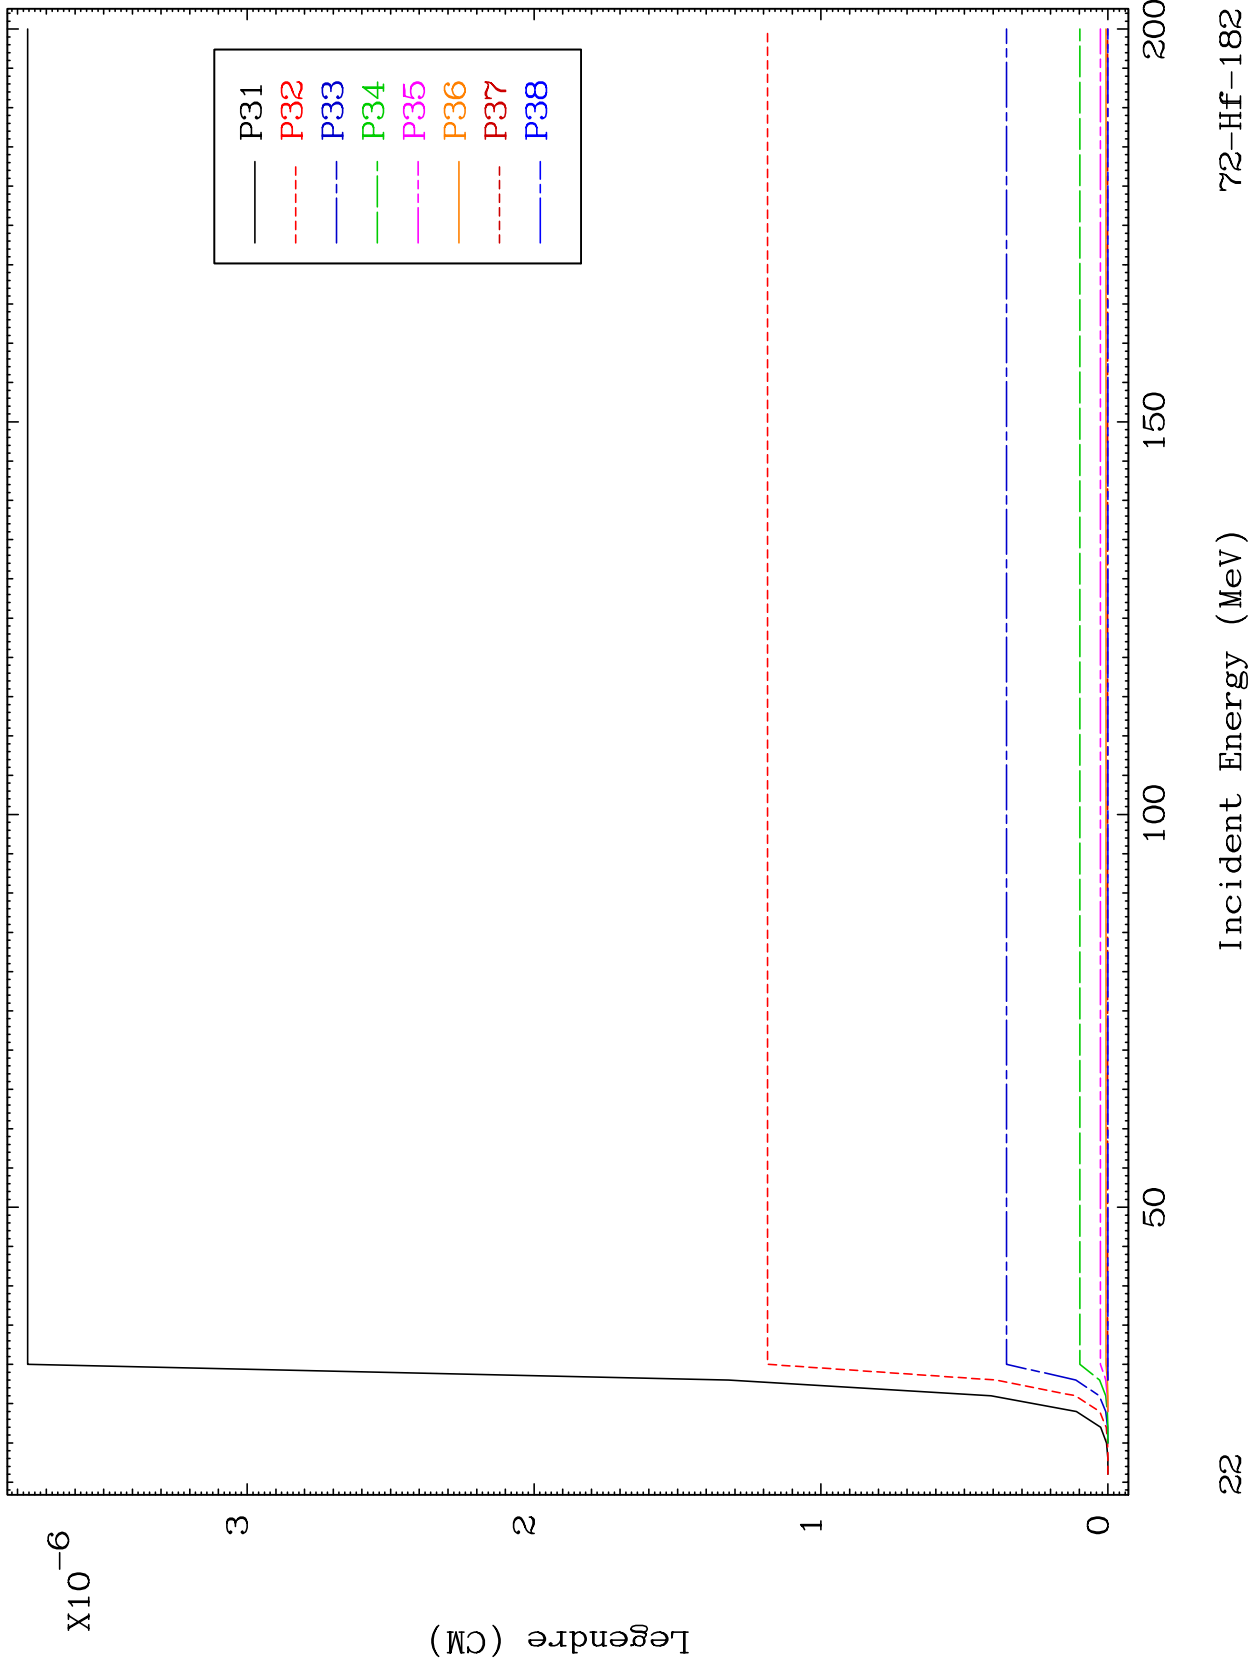 X10-6
Legendre (CM)
3
2
1
0
P31
P32
P33
P34
P35
P36
P37
P38
50
100
150
200
Incident Energy (MeV)
22
72-Hf-182